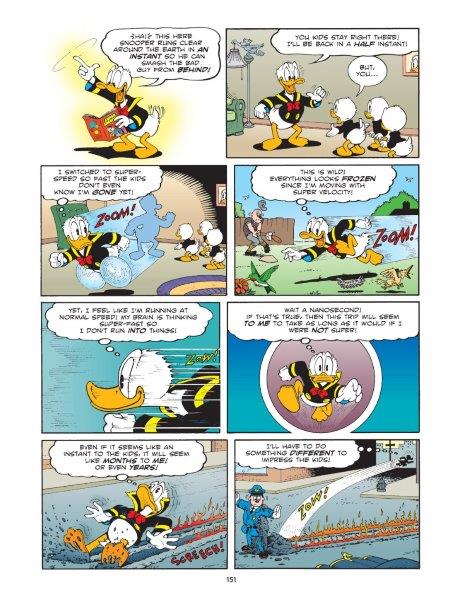 ¡HA!¿ THIS HERE
SNOOPER RUNS CLEAR
AROUND THE EARTH IN AN
INSTANT SO HE CAN
SMASH THE BAD
GUY FROM BEHIND!
YOU KIDS STAY RIGHT THERE!
I'LL BE BACK IN A HALF INSTANT!
BUT,
YOU...
I SWITCHED TO SUPER-
SPEED SO FAST THE KIDS
DON'T EVEN
KNOW I'M GONE YET!
ZOOM!
THIS IS WILD!
EVERYTHING LOOKS FROZEN
SINCE I'M MOVING WITH
SUPER VELOCITY!
ZOOM!
YET, I FEEL LIKE I'M RUNNING AT
NORMAL SPEED! MY BRAIN IS THINKING
SUPER-FAST SO
I DON'T RUN INTO THINGS!
ZOW!
WAIT A NANOSECOND!
IF THAT'S TRUE, THEN THIS TRIP WILL SEEM
TO ME TO TAKE AS LONG AS IT WOULD IF I
WERE NOT SUPER!
EVEN IF IT SEEMS LIKE AN
INSTANT TO THE KIDS, IT WILL SEEM
LIKE MONTHS TO ME!
OR EVEN YEARS!
SCREECH!
I'LL HAVE TO DO
SOMETHING DIFFERENT TO
IMPRESS THE KIDS!
ZOW!
151